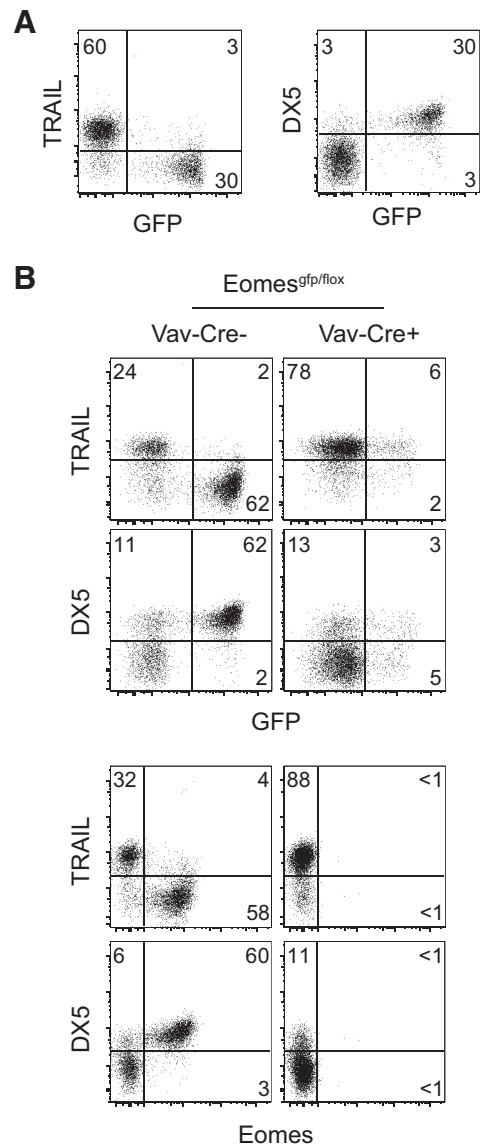 A
60 3
30
TRAIL
GFP
3 30
3
DX5
GFP
B
Eomesgfp/flox
Vav-Cre- Vav-Cre+
24 2
62
TRAIL
78 6
2
11 62
2
DX5
13 3
5
GFP
32 4
58
TRAIL
88 <1
<1
6 60
3
DX5
11 <1
<1
Eomes